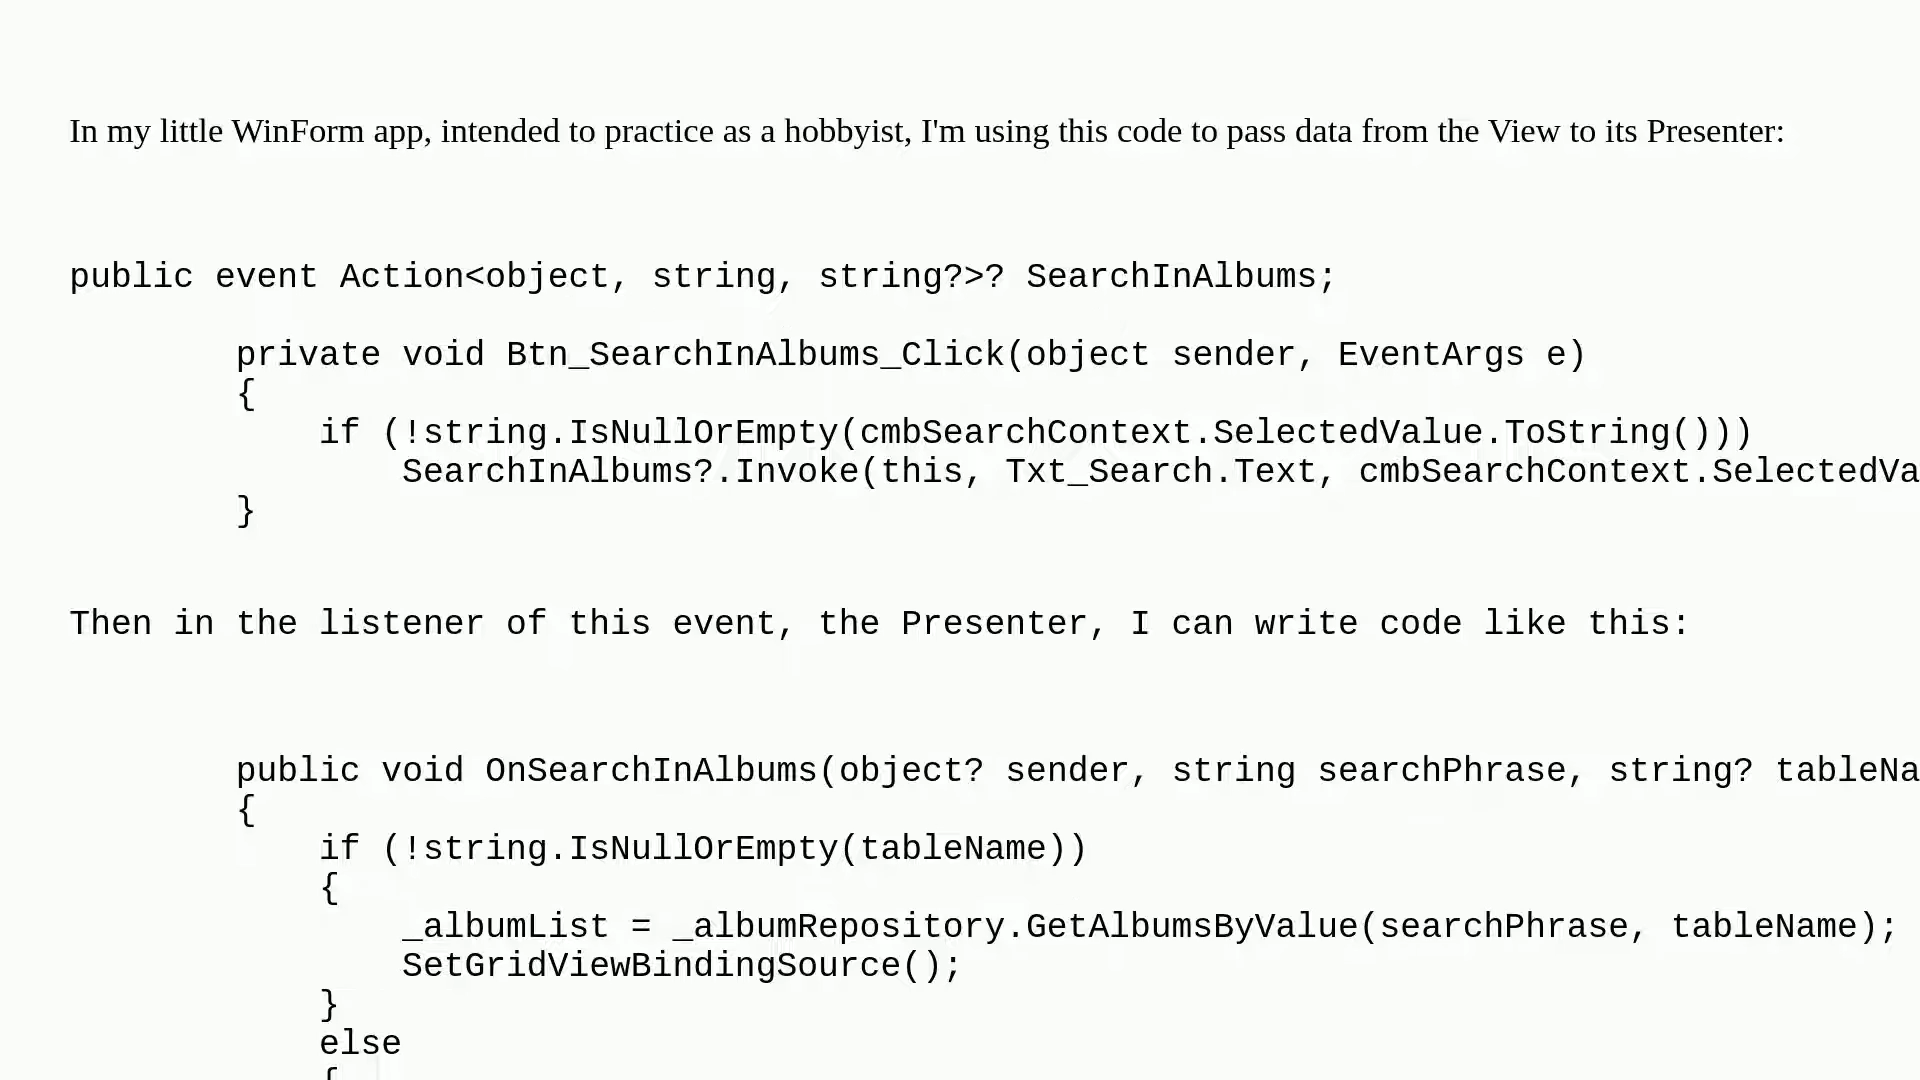 In my little WinForm app, intended to practice as a hobbyist, I'm using this code to pass data from the View to its Presenter:
public event Action<object, string, string?>? SearchInAlbums;
private void Btn_SearchInAlbums_Click(object sender, EventArgs e)
{
if (!string.IsNullOrEmpty(cmbSearchContext.SelectedValue.ToString()))
SearchInAlbums?.Invoke(this, Txt_Search.Text, cmbSearchContext.SelectedVa
}
Then in the listener of this event, the Presenter, I can write code like this:
public void OnSearchInAlbums(object? sender, string searchPhrase, string? tableNa
{
if (!string.IsNullOrEmpty(tableName))
{
_albumList = _albumRepository.GetAlbumsByValue(searchPhrase, tableName);
SetGridViewBindingSource();
}
else
{